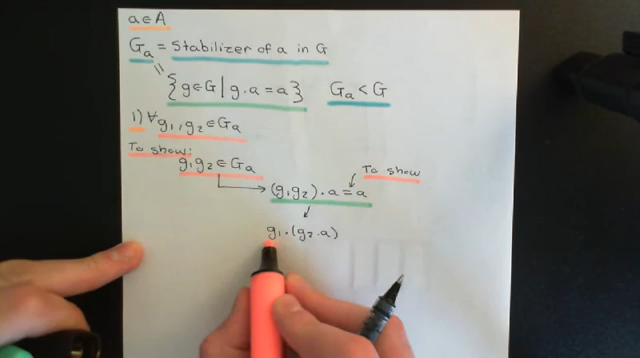 a ∈ A
Gₐ = Stabilizer of a in G
= {g ∈ G | g . a = a} Gₐ < G
1) ∀ g₁, g₂ ∈ Gₐ
To show:
g₁g₂ ∈ Gₐ
To show
(g₁g₂) . a = a
g₁ . (g₂ . a)